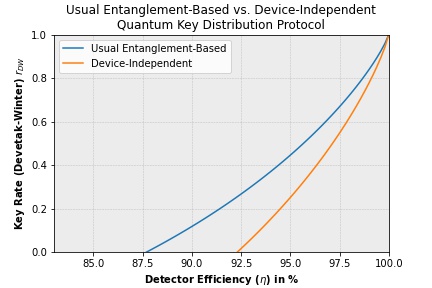 Usual Entanglement-Based vs. Device-Independent
Quantum Key Distribution Protocol
Usual Entanglement-Based
Device-Independent
Key Rate (Devetak-Winter) r_DW
1.0
0.8
0.6
0.4
0.2
0.0
85.0 87.5 90.0 92.5 95.0 97.5 100.0
Detector Efficiency (η) in %